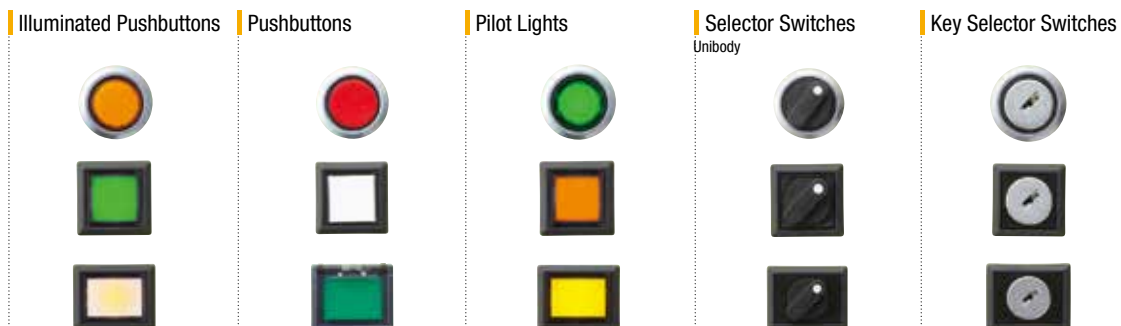 Illuminated Pushbuttons
Pushbuttons
Pilot Lights
Selector Switches
Unibody
Key Selector Switches